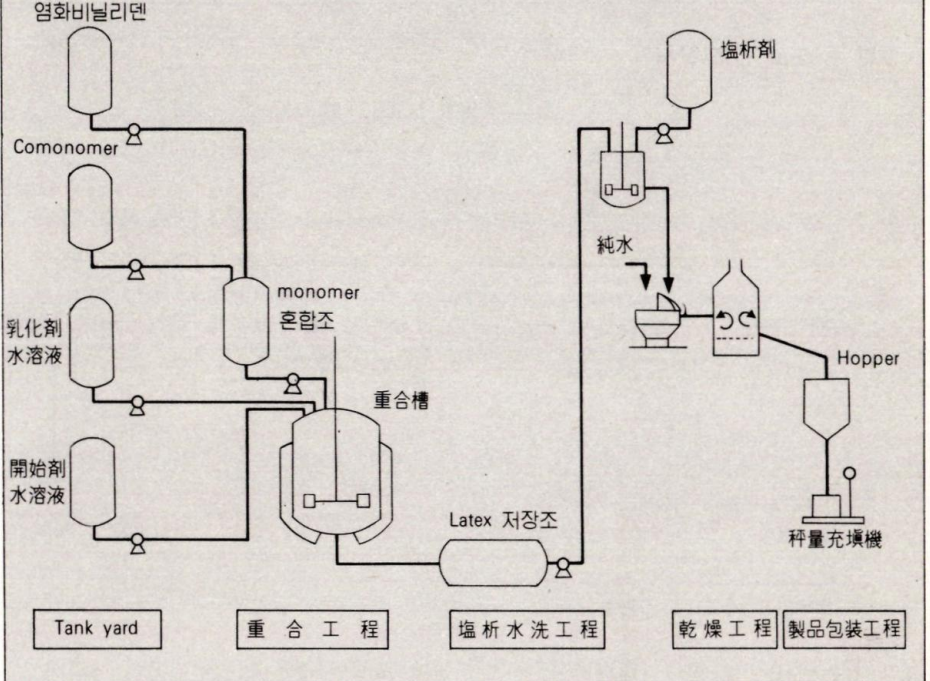 염화비닐리덴
塩析剤
Comonomer
純水
monomer
혼합조
乳化剤
水溶液
Hopper
重合槽
開始剤
水溶液
Latex 저장조
秤量充塡機
Tank yard
重合工程
塩析水洗工程
乾燥工程
製品包装工程